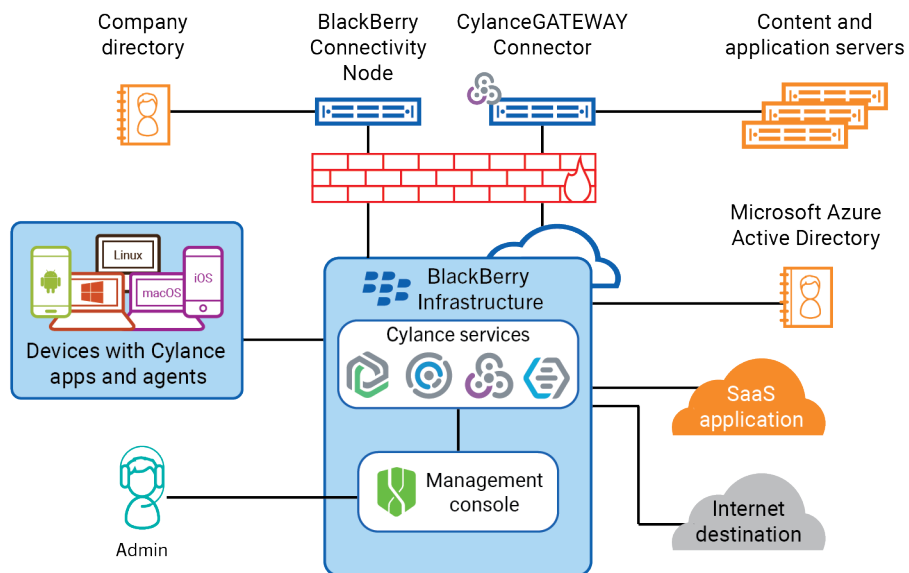 Company
directory
BlackBerry
Connectivity
Node
CylanceGATEWAY
Connector
Content and
application servers
Microsoft Azure
Active Directory
Linux
macOS
iOS
Devices with Cylance
apps and agents
BlackBerry
Infrastructure
Cylance services
SaaS
application
Management
console
Internet
destination
Admin